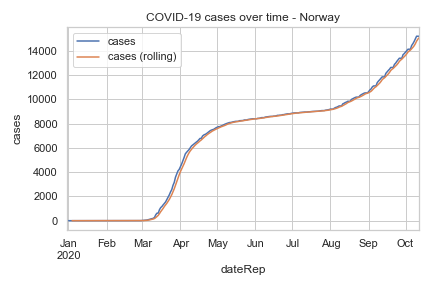 COVID-19 cases over time - Norway
cases
cases (rolling)
14000
12000
10000
8000
6000
4000
2000
0
cases
Jan Feb Mar Apr May Jun Jul Aug Sep Oct
2020
dateRep